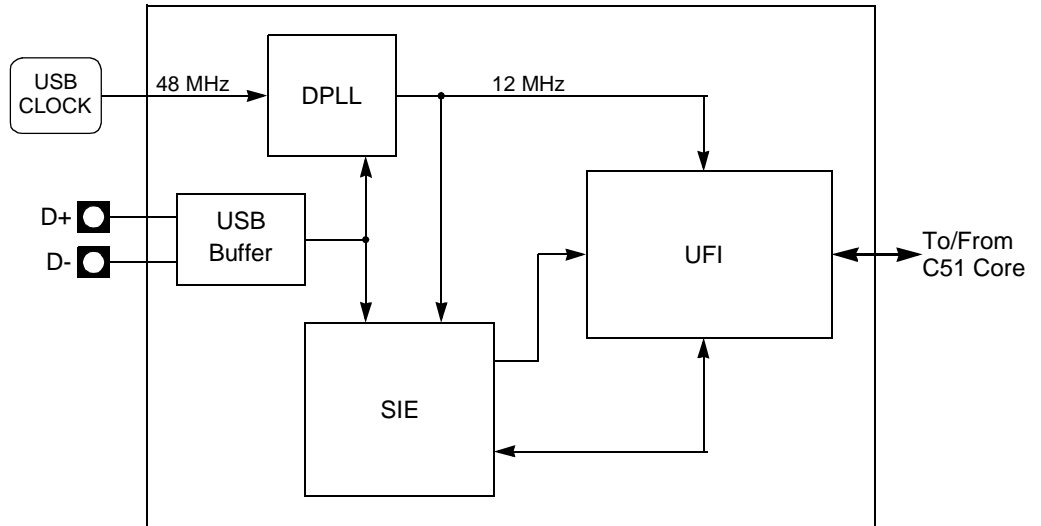 USB
CLOCK
48 MHz
DPLL
12 MHz
D+
D-
USB
Buffer
UFI
To/From
C51 Core
SIE